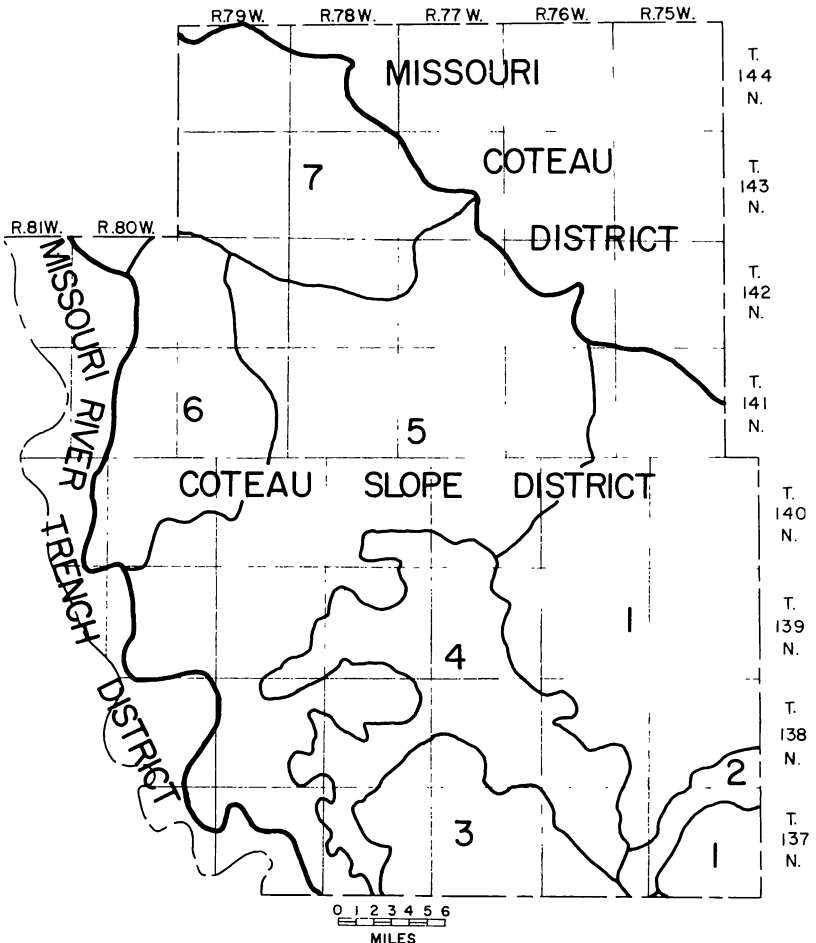 R.79W. R.78W. R.77W. R.76W. R.75W.
T.
144
N.
MISSOURI
COTEAU
DISTRICT
T.
143
N.
7
R.81W. R.80W.
T.
142
N.
MISSOURI RIVER TRENCH DISTRICT
T.
141
N.
6
5
COTEAU SLOPE DISTRICT
T.
140
N.
1
T.
139
N.
4
T.
138
N.
2
3
T.
137
N.
1
0 1 2 3 4 5 6
MILES